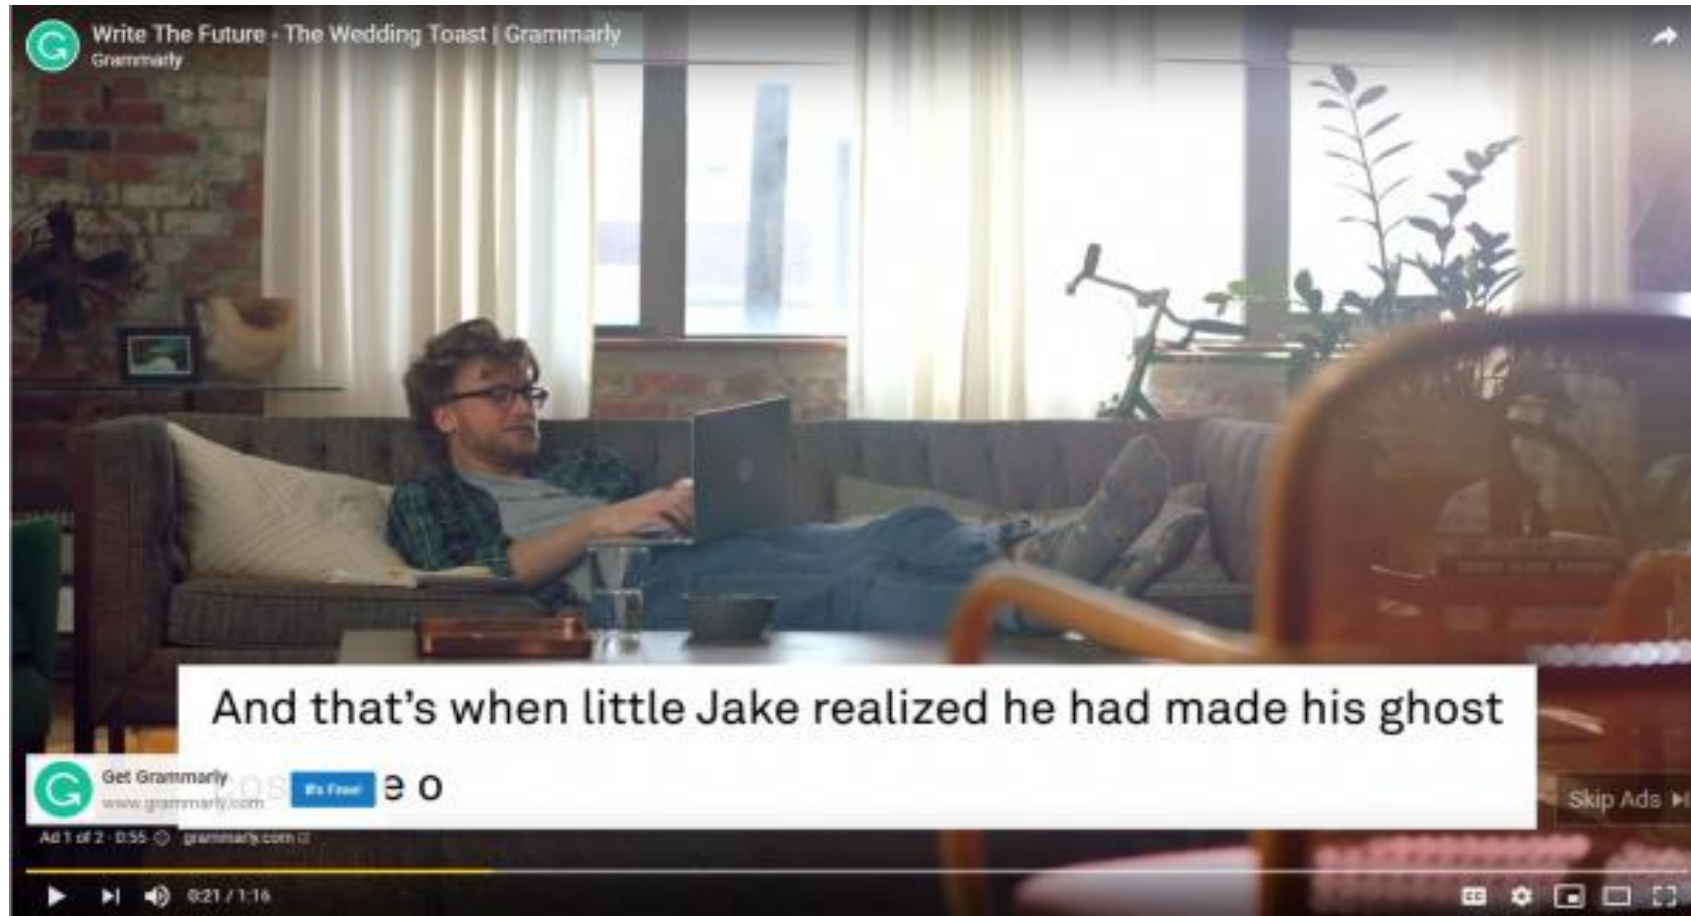 Write The Future - The Wedding Toast | Grammarly
Grammarly
And that's when little Jake realized he had made his ghost
cos e o
Get Grammarly
www.grammarly.com
It's Free!
Skip Ads
Ad 1 of 2 · 0:55
grammarly.com
0:21 / 1:16
CC